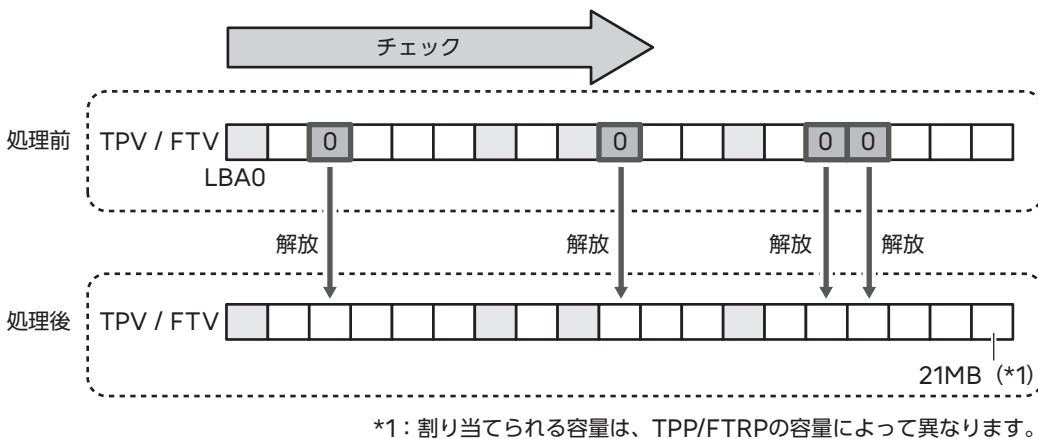 チェック
処理前 TPV / FTV 0 0 0 0
LBA0
解放 解放 解放 解放
処理後 TPV / FTV
21MB (*1)
*1：割り当てられる容量は、TPP/FTRPの容量によって異なります。